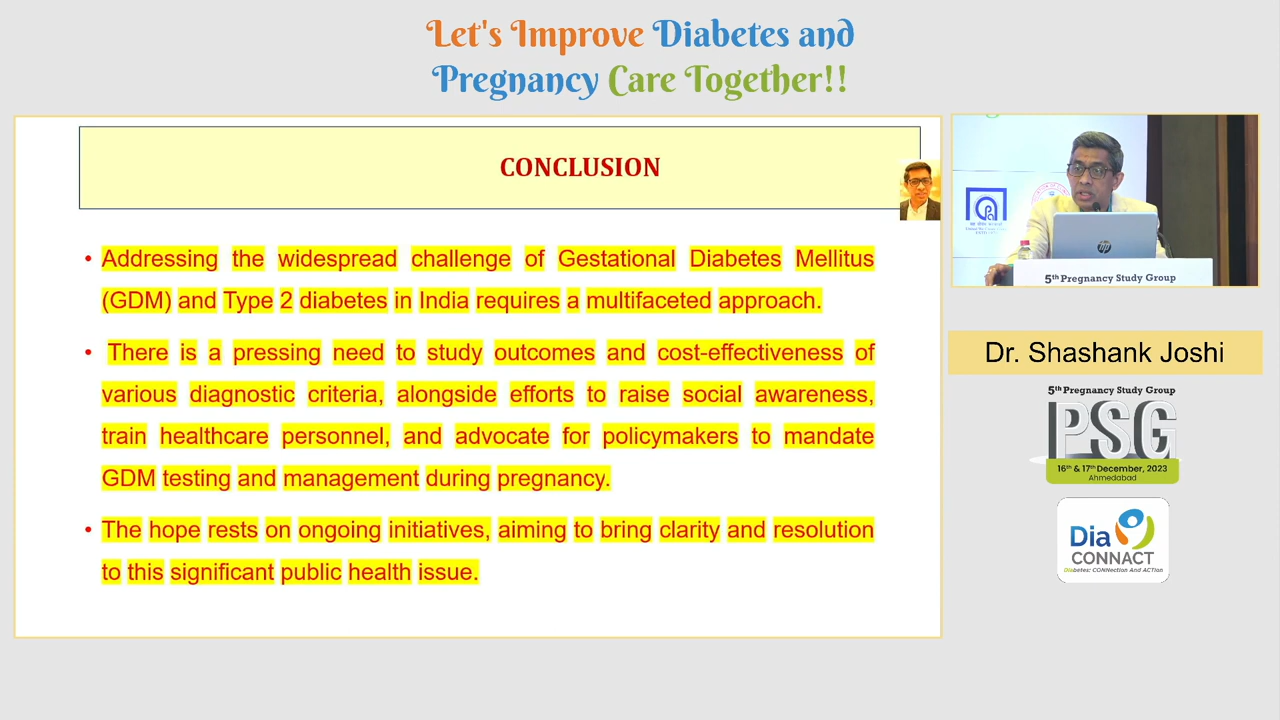 Let's Improve Diabetes and
Pregnancy Care Together!!
CONCLUSION
• Addressing the widespread challenge of Gestational Diabetes Mellitus
(GDM) and Type 2 diabetes in India requires a multifaceted approach.
• There is a pressing need to study outcomes and cost-effectiveness of
various diagnostic criteria, alongside efforts to raise social awareness,
train healthcare personnel, and advocate for policymakers to mandate
GDM testing and management during pregnancy.
• The hope rests on ongoing initiatives, aiming to bring clarity and resolution
to this significant public health issue.
hp
5th Pregnancy Study Group
Dr. Shashank Joshi
5th Pregnancy Study Group
PSG
16th & 17th December, 2023
Ahmedabad
Dia
CONNACT
Diabetes: CONNection And ACTion